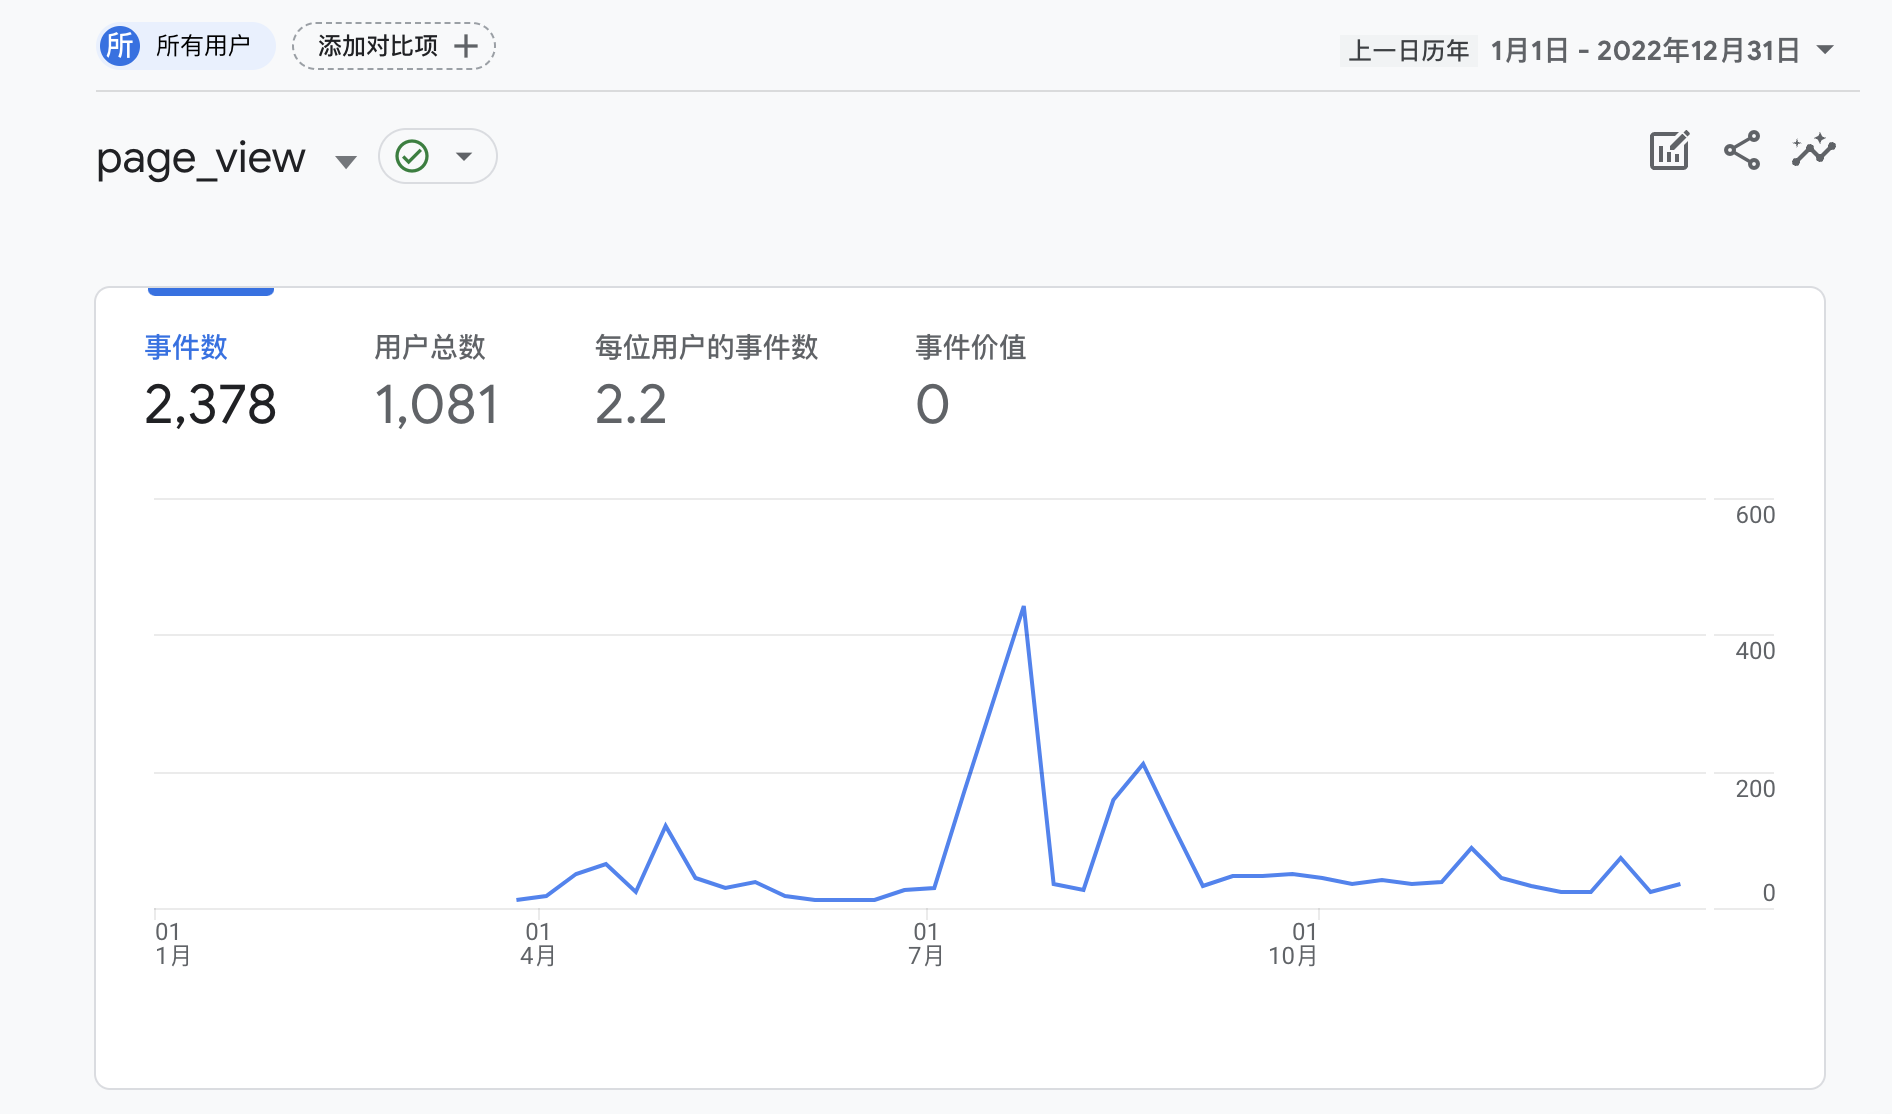 所 所有用户 添加对比项
上一日历年 1月1日 - 2022年12月31日
page_view
事件数 用户总数 每位用户的事件数 事件价值
2,378 1,081 2.2 0
600
400
200
0
01 01 01 01
1月 4月 7月 10月